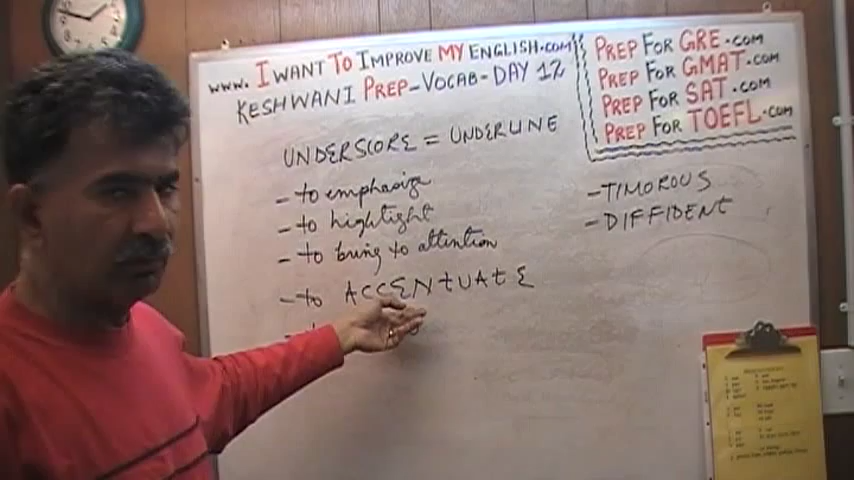 www. I WANT TO IMPROVE MY ENGLISH.COM
KESHWANI PREP-VOCAB-DAY 12
UNDERSCORE = UNDERLINE
- to emphasize
- to highlight
- to bring to attention
- to ACCENtUAtE
PREP FOR GRE.COM
PREP FOR GMAT.COM
PREP FOR SAT.COM
PREP FOR TOEFL.COM
- TIMOROUS
- DIFFIDENT